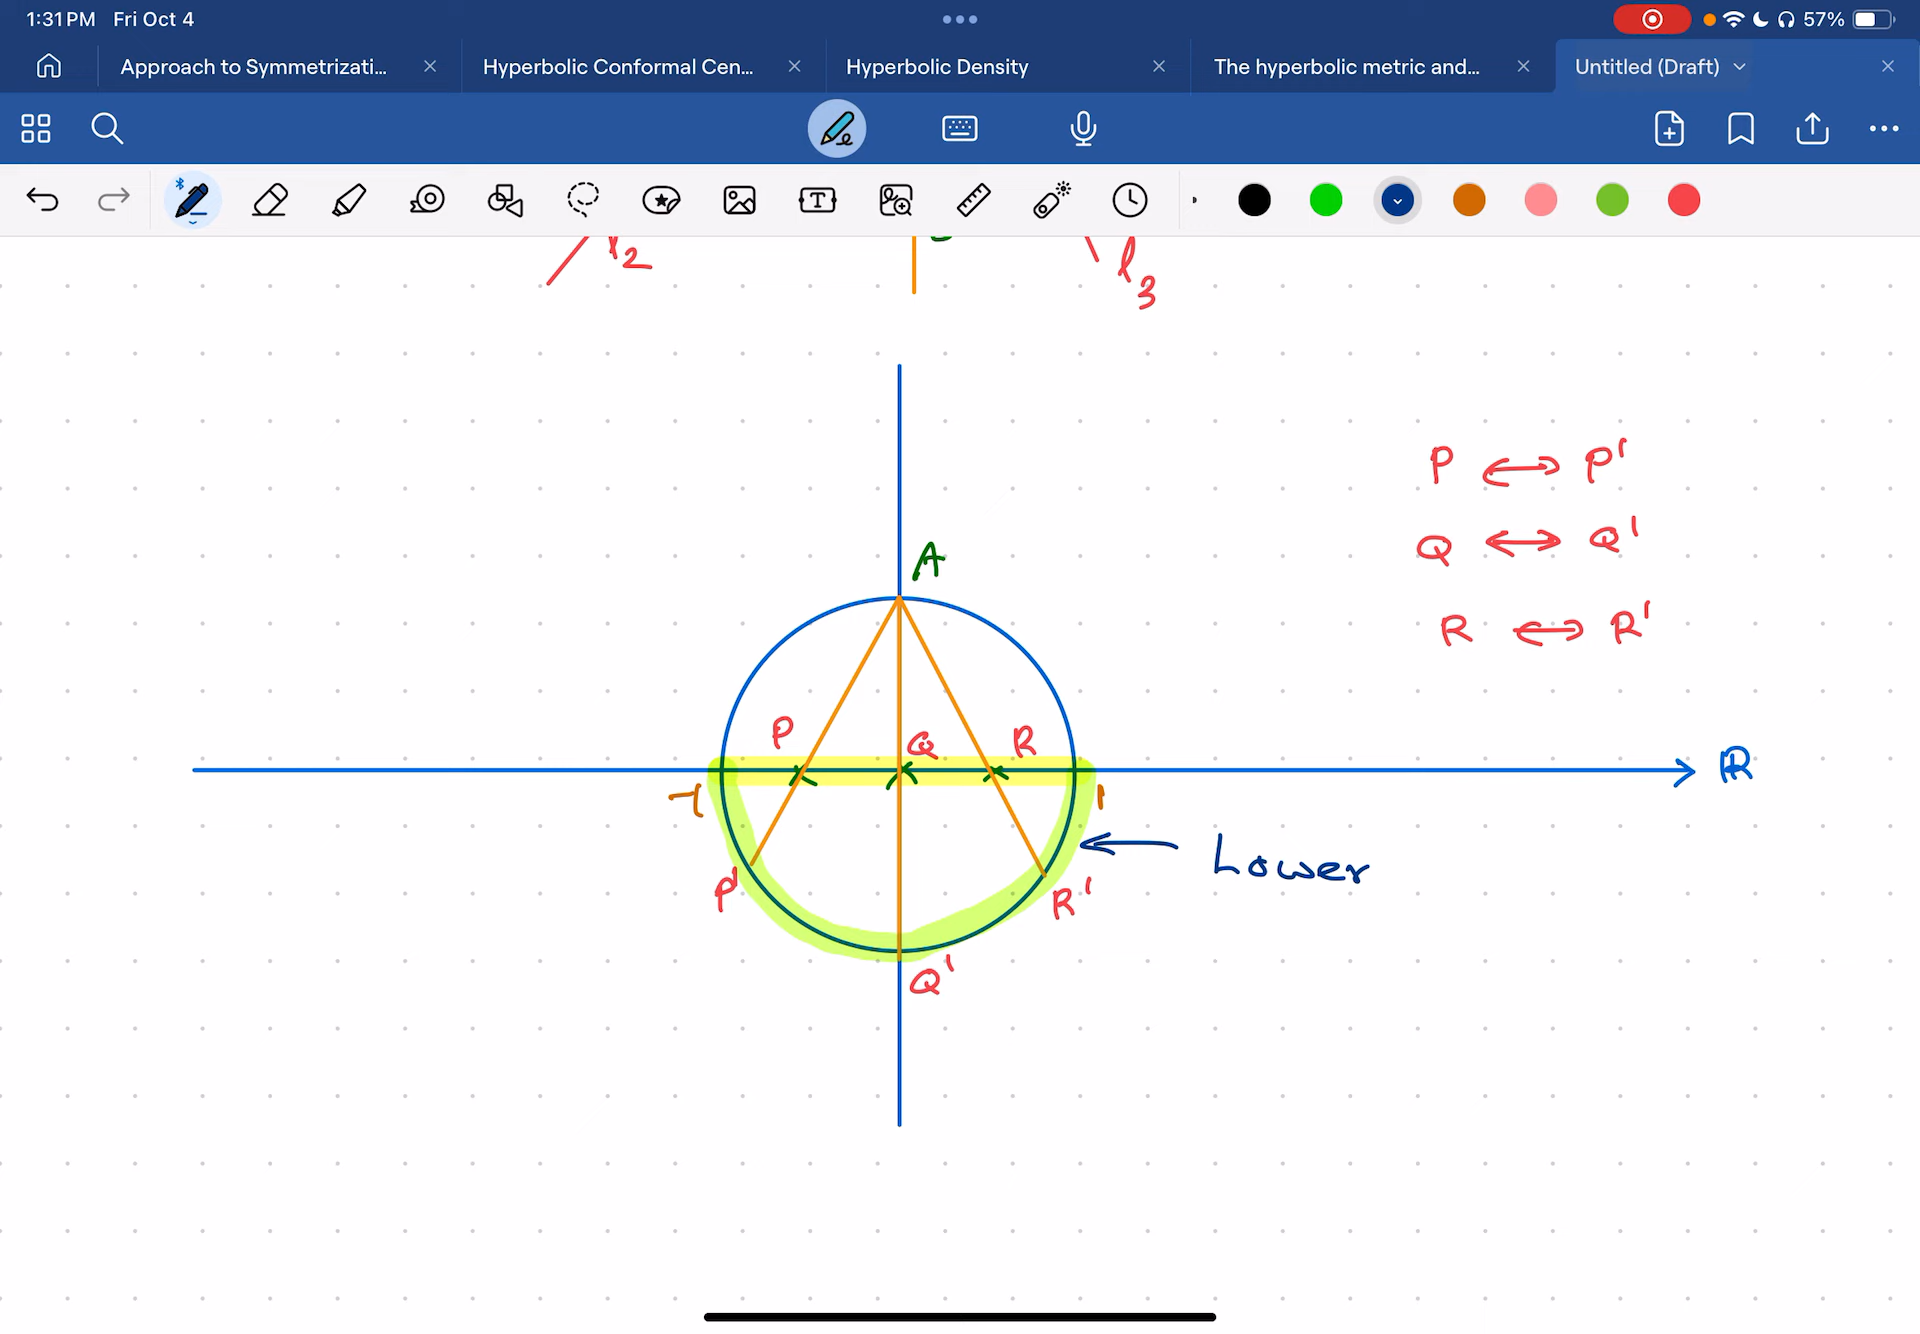 1:31 PM Fri Oct 4
57%
Approach to Symmetrizati...
Hyperbolic Conformal Cen...
Hyperbolic Density
The hyperbolic metric and...
Untitled (Draft)
l2
l3
P ↔ P'
Q ↔ Q'
R ↔ R'
A
P
Q
R
ℝ
-1
1
Lower
P'
R'
Q'